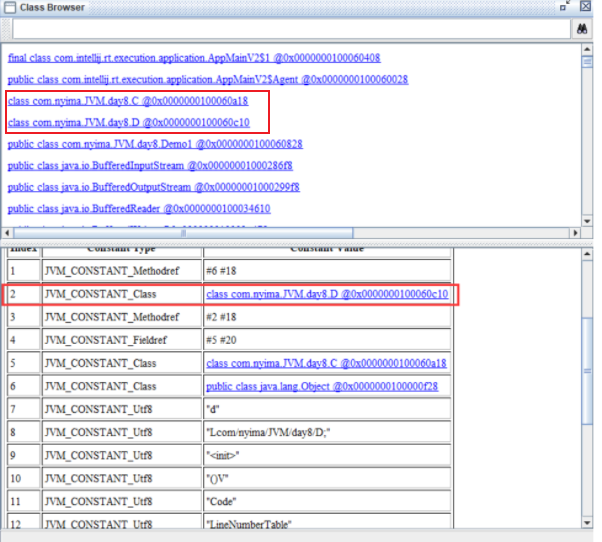 Class Browser
final class com.intellij.rt.execution.application.AppMainV2$1 @0x0000000100060408
public class com.intellij.rt.execution.application.AppMainV2$Agent @0x0000000100060028
class com.nyima.JVM.day8.C @0x0000000100060a18
class com.nyima.JVM.day8.D @0x0000000100060c10
public class com.nyima.JVM.day8.Demo1 @0x0000000100060828
public class java.io.BufferedInputStream @0x00000001000286f8
public class java.io.BufferedOutputStream @0x00000001000299f8
public class java.io.BufferedReader @0x0000000100034610
Index Constant Type Constant Value
1 JVM_CONSTANT_Methodref #6 #18
2 JVM_CONSTANT_Class class com.nyima.JVM.day8.D @0x0000000100060c10
3 JVM_CONSTANT_Methodref #2 #18
4 JVM_CONSTANT_Fieldref #5 #20
5 JVM_CONSTANT_Class class com.nyima.JVM.day8.C @0x0000000100060a18
6 JVM_CONSTANT_Class public class java.lang.Object @0x0000000100000f28
7 JVM_CONSTANT_Utf8 "d"
8 JVM_CONSTANT_Utf8 "Lcom/nyima/JVM/day8/D;"
9 JVM_CONSTANT_Utf8 "<init>"
10 JVM_CONSTANT_Utf8 "()V"
11 JVM_CONSTANT_Utf8 "Code"
12 JVM_CONSTANT_Utf8 "LineNumberTable"